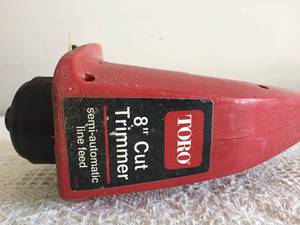 TORO
8" Cut
Trimmer
semi-automatic
line feed